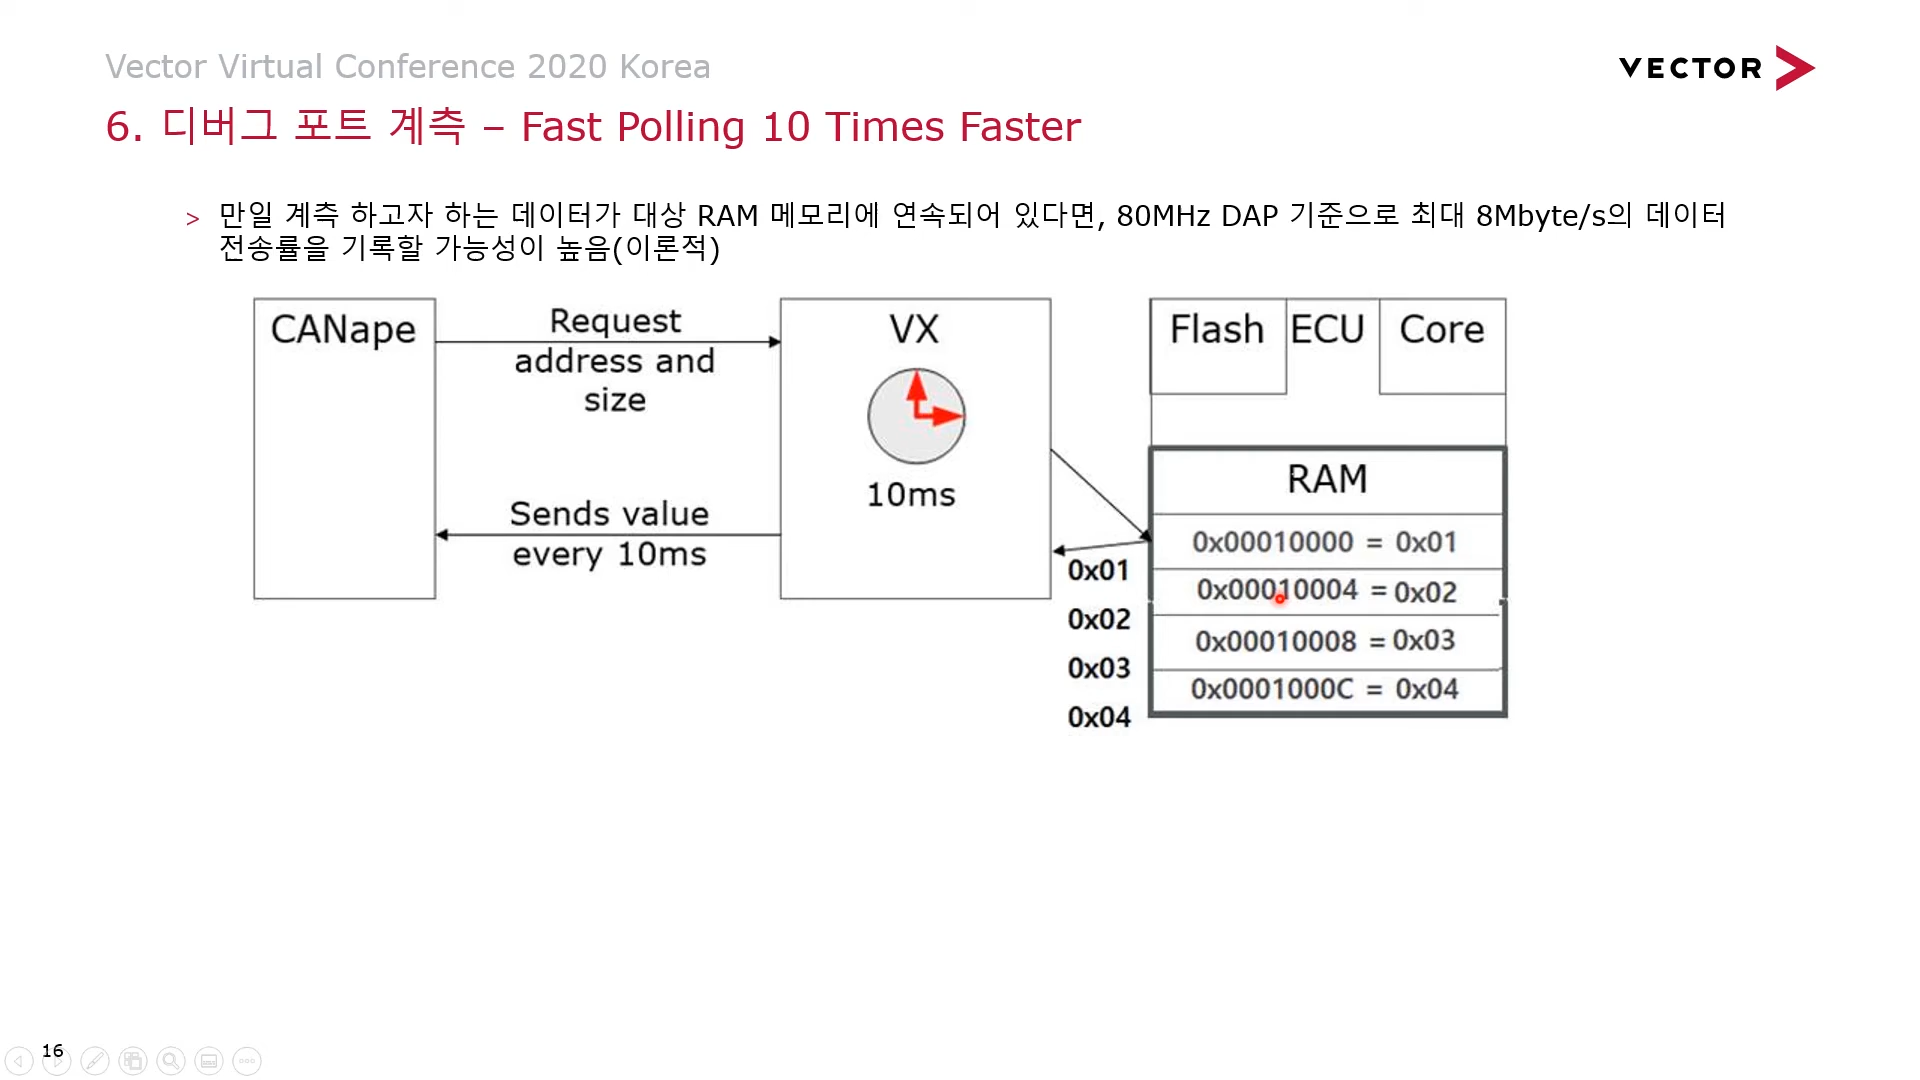 Vector Virtual Conference 2020 Korea
VECTOR
6. 디버그 포트 계측 – Fast Polling 10 Times Faster
> 만일 계측 하고자 하는 데이터가 대상 RAM 메모리에 연속되어 있다면, 80MHz DAP 기준으로 최대 8Mbyte/s의 데이터
전송률을 기록할 가능성이 높음(이론적)
CANape
Request
address and
size
Sends value
every 10ms
VX
10ms
Flash
ECU
Core
RAM
0x00010000 = 0x01
0x00010004 = 0x02
0x00010008 = 0x03
0x0001000C = 0x04
0x01
0x02
0x03
0x04
16